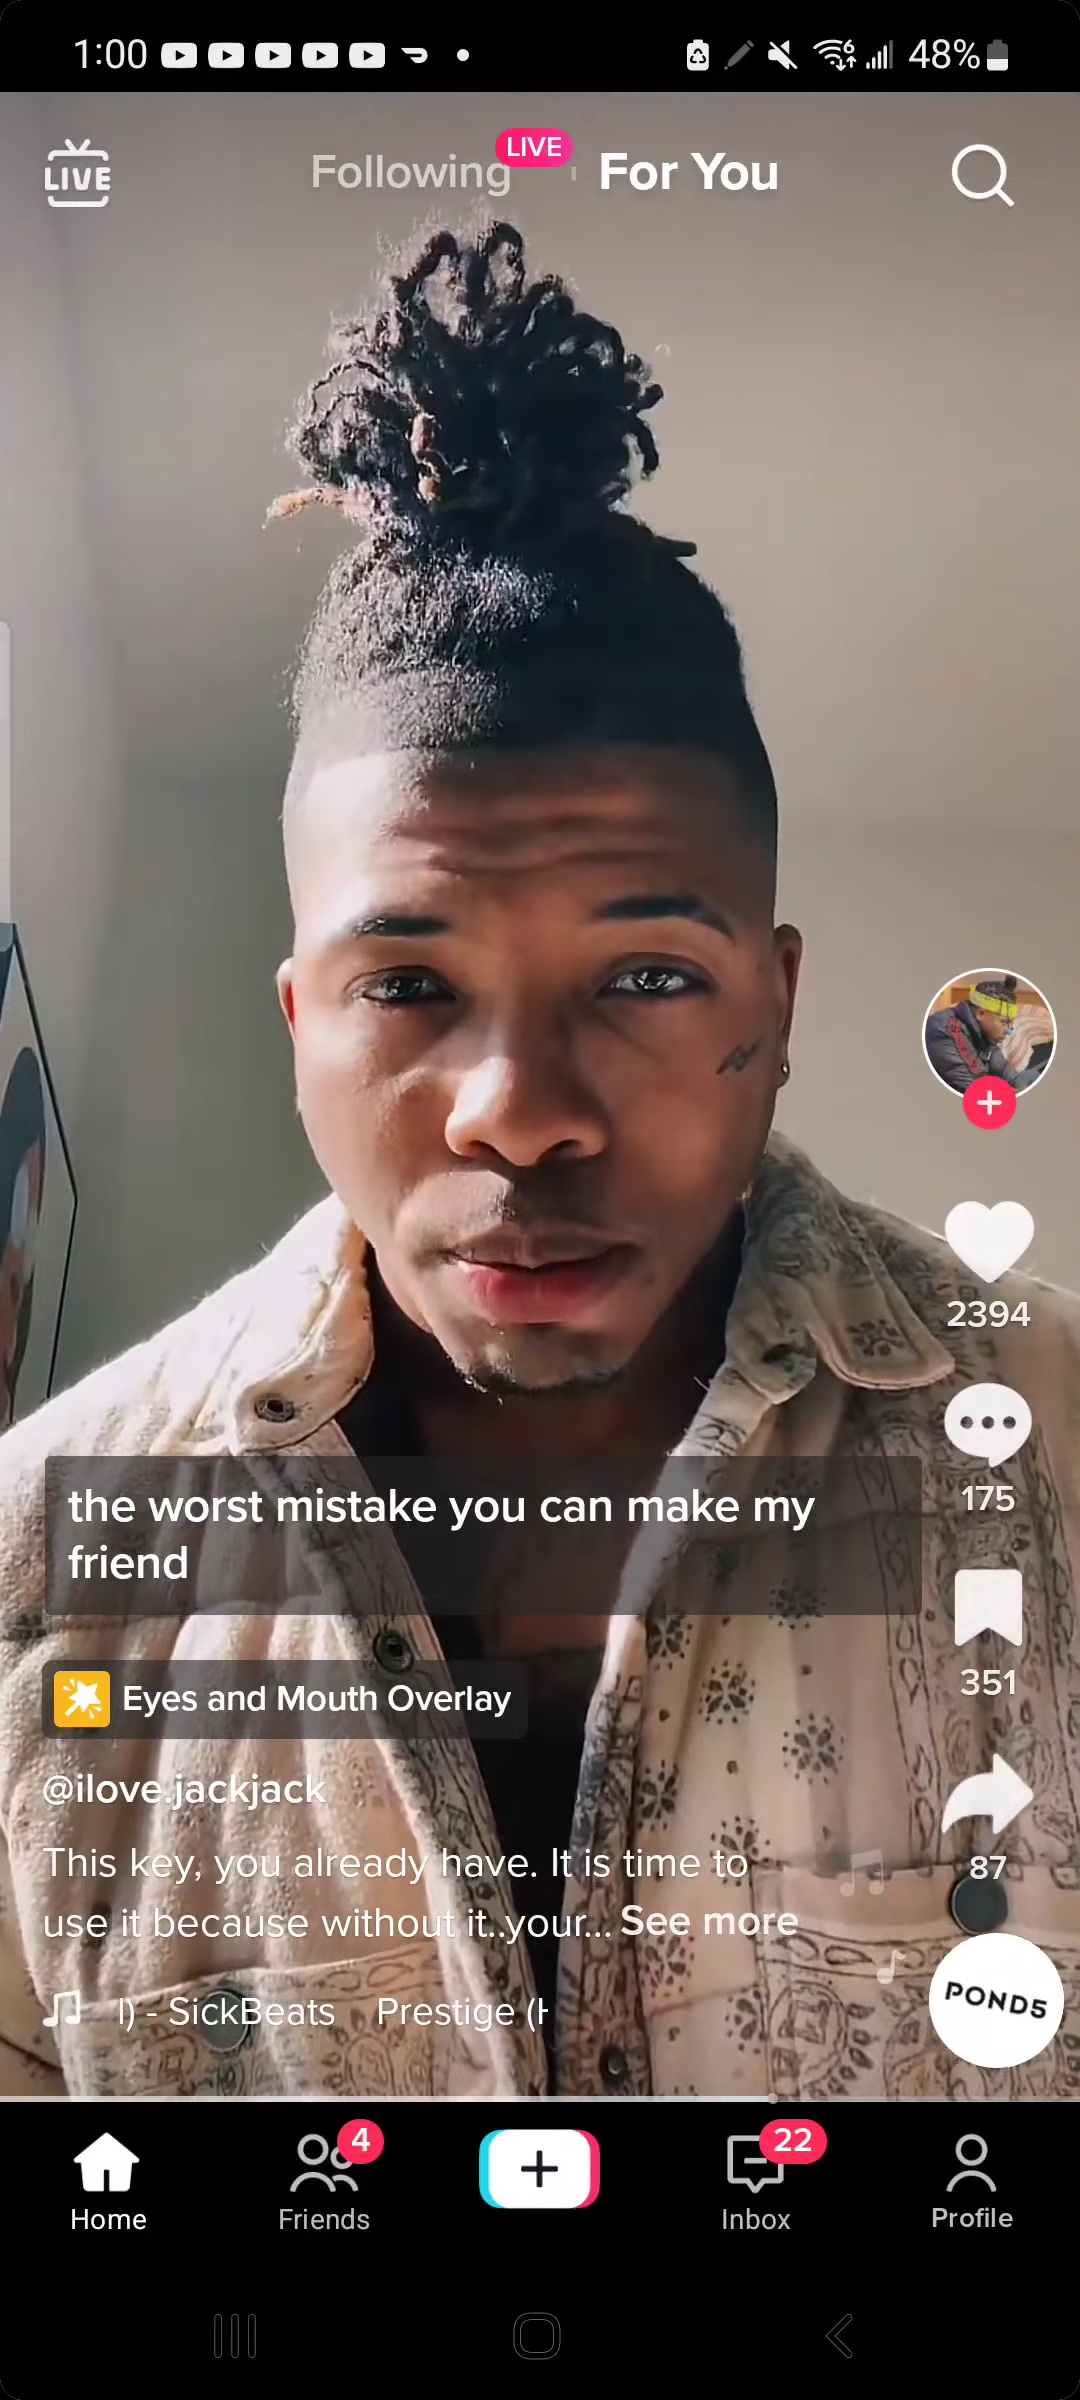 1:00
48%
LIVE
Following
LIVE
For You
2394
175
the worst mistake you can make my
friend
351
Eyes and Mouth Overlay
@ilove.jackjack
This key, you already have. It is time to
use it because without it..your... See more
87
l) - SickBeats Prestige (H
POND5
Home
4
Friends
22
Inbox
Profile